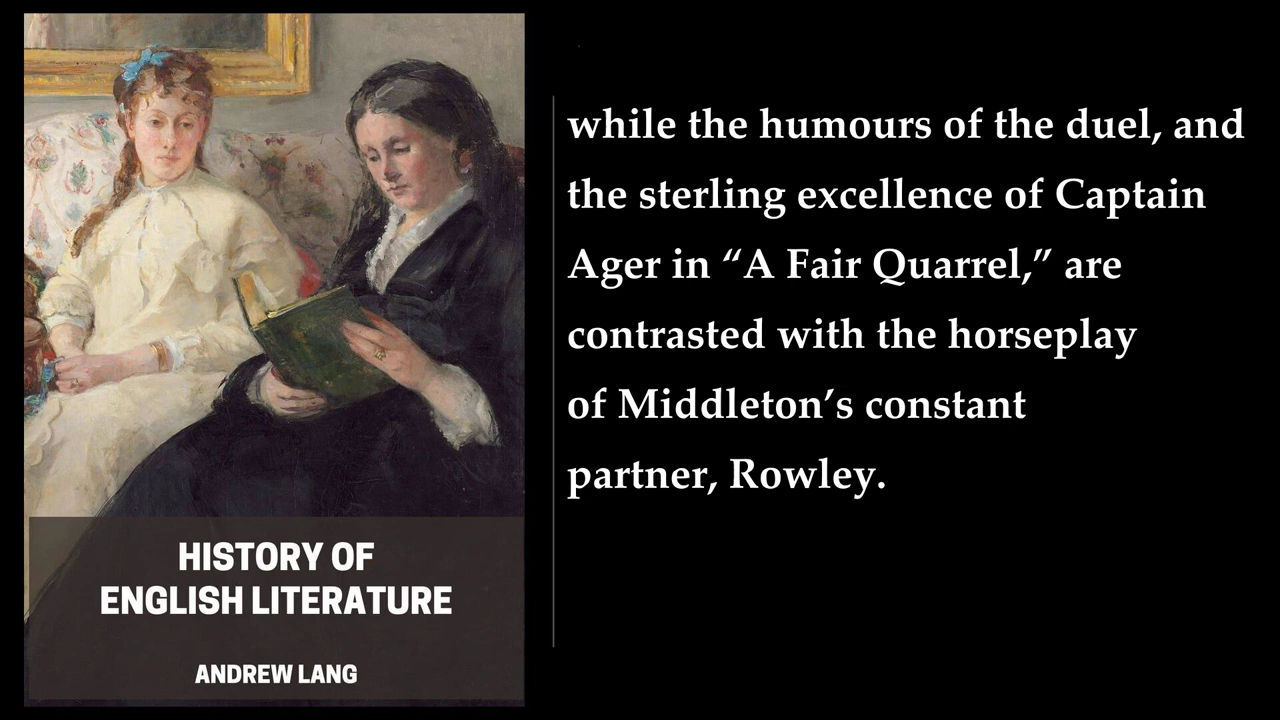 while the humours of the duel, and
the sterling excellence of Captain
Ager in “A Fair Quarrel,” are
contrasted with the horseplay
of Middleton’s constant
partner, Rowley.
HISTORY OF
ENGLISH LITERATURE
ANDREW LANG